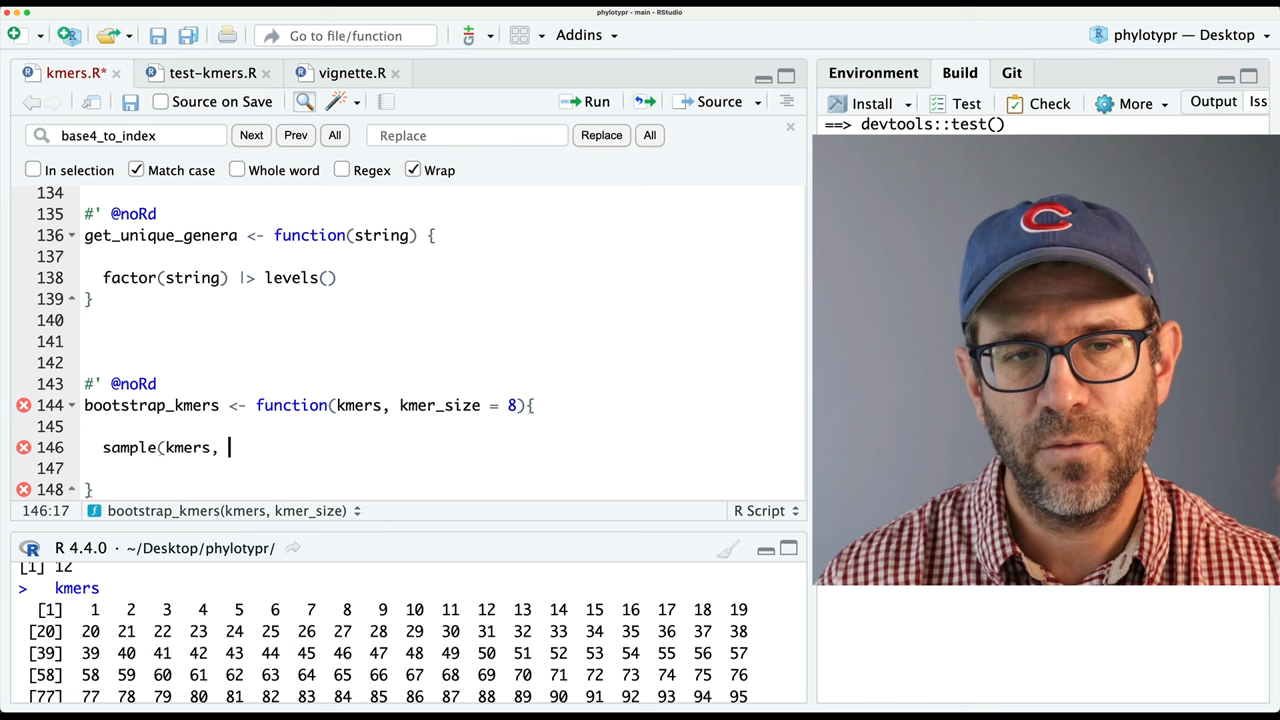 phylotypr - main - RStudio
Go to file/function
Addins
phylotypr — Desktop
kmers.R*
test-kmers.R
vignette.R
Environment
Build
Git
Source on Save
Run
Source
Install
Test
Check
More
Output
Iss
base4_to_index
Next
Prev
All
Replace
Replace
All
==> devtools::test()
In selection
Match case
Whole word
Regex
Wrap
134
135 #' @noRd
136 get_unique_genera <- function(string) {
137
138 factor(string) |> levels()
139 }
140
141
142
143 #' @noRd
144 bootstrap_kmers <- function(kmers, kmer_size = 8){
145
146 sample(kmers,
147
148 }
146:17
bootstrap_kmers(kmers, kmer_size)
R Script
R 4.4.0 · ~/Desktop/phylotypr/
[1] 12
> kmers
[1] 1 2 3 4 5 6 7 8 9 10 11 12 13 14 15 16 17 18 19
[20] 20 21 22 23 24 25 26 27 28 29 30 31 32 33 34 35 36 37 38
[39] 39 40 41 42 43 44 45 46 47 48 49 50 51 52 53 54 55 56 57
[58] 58 59 60 61 62 63 64 65 66 67 68 69 70 71 72 73 74 75 76
[77] 77 78 79 80 81 82 83 84 85 86 87 88 89 90 91 92 93 94 95
C